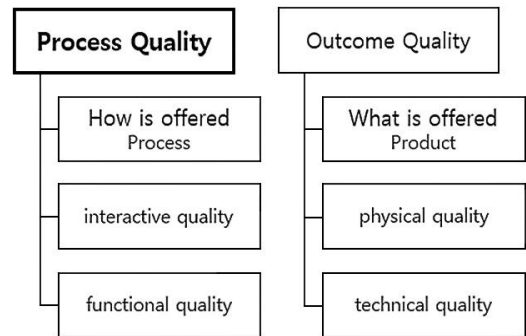 Process Quality
How is offered
Process
interactive quality
functional quality
Outcome Quality
What is offered
Product
physical quality
technical quality